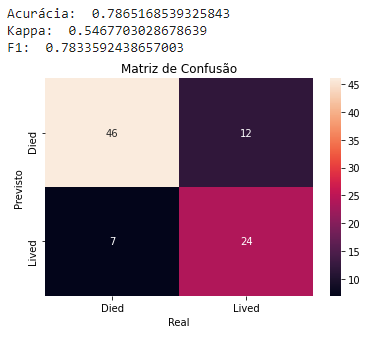 Acurácia:  0.7865168539325843
Kappa:  0.5467703028678639
F1:  0.7833592438657003
Matriz de Confusão
Died
46
12
Previsto
Lived
7
24
Died
Lived
Real
45
40
35
30
25
20
15
10